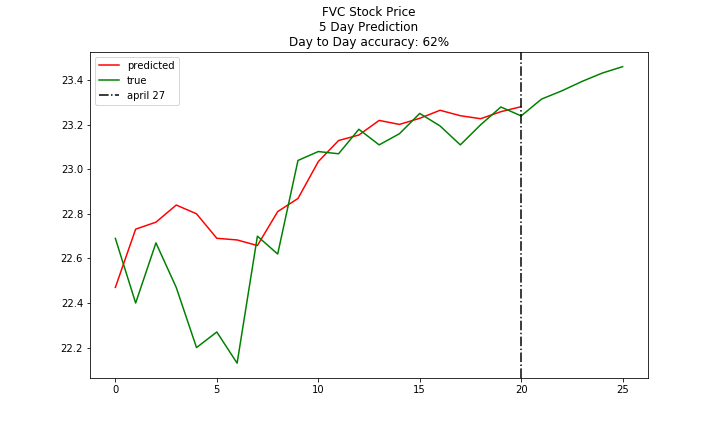 FVC Stock Price
5 Day Prediction
Day to Day accuracy: 62%
predicted
true
april 27
23.4
23.2
23.0
22.8
22.6
22.4
22.2
0 5 10 15 20 25